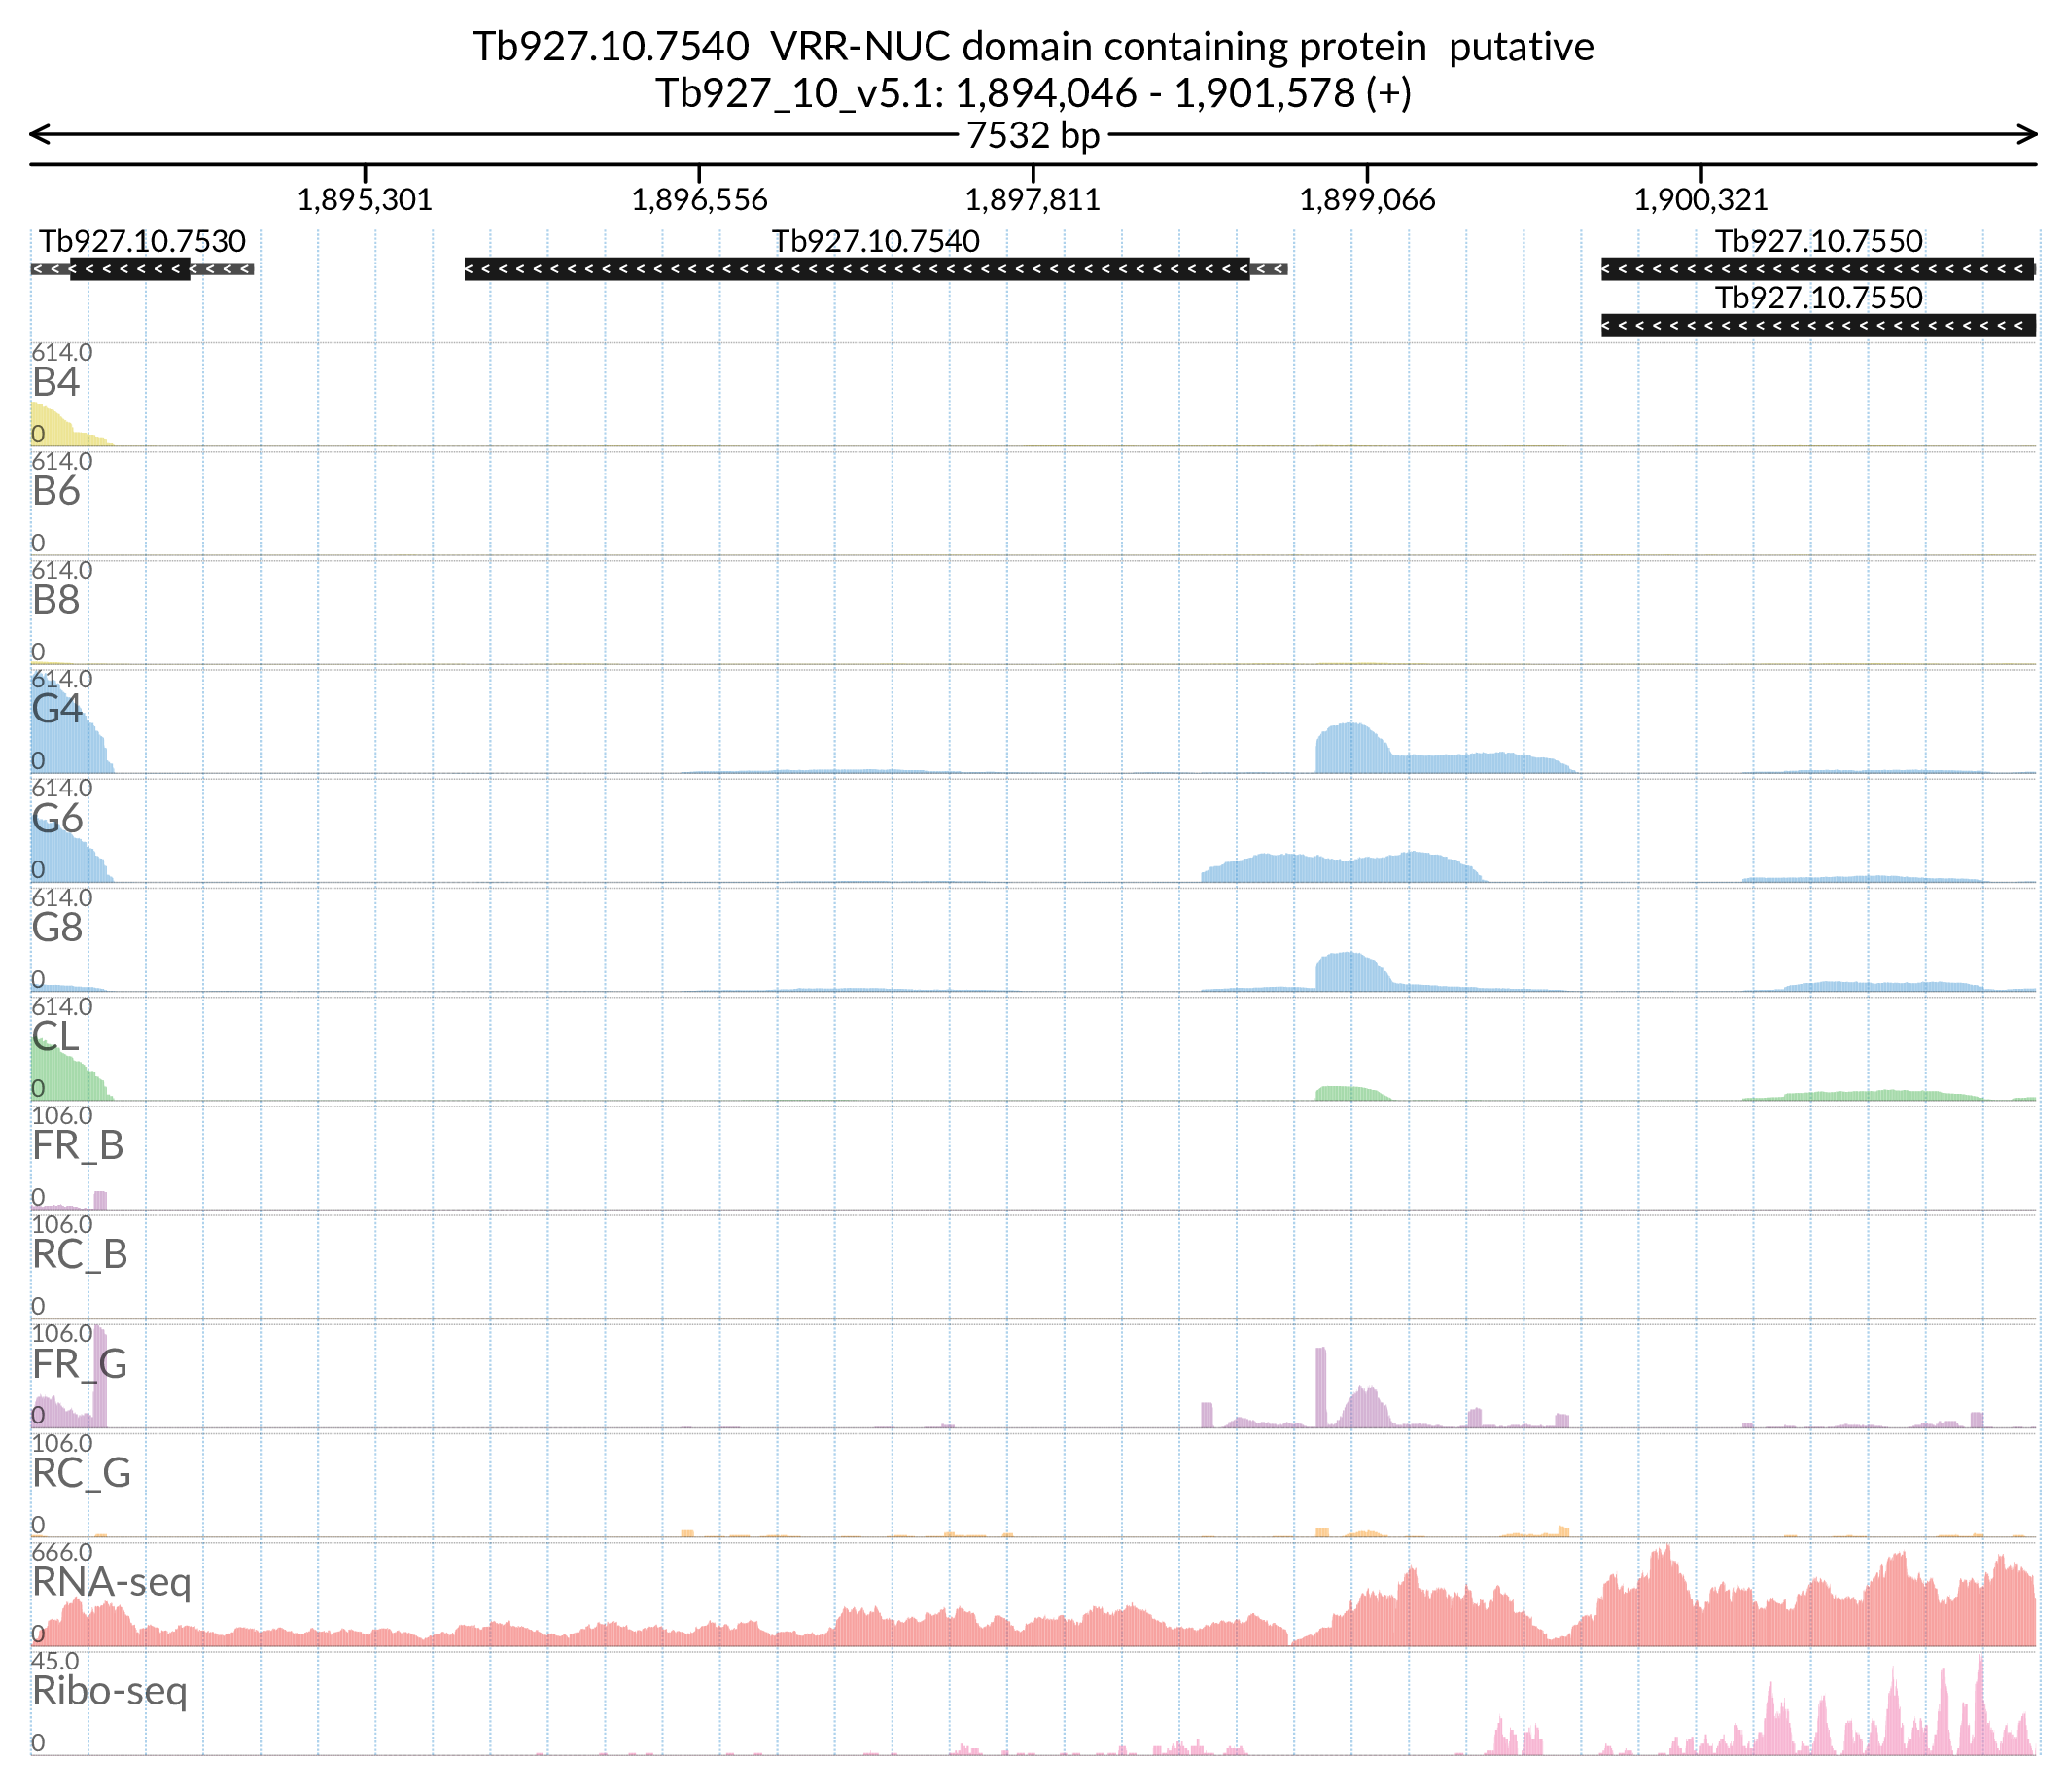 Tb927.10.7540  VRR-NUC domain containing protein  putative
Tb927_10_v5.1: 1,894,046 - 1,901,578 (+)
7532 bp
1,895,301 1,896,556 1,897,811 1,899,066 1,900,321
Tb927.10.7530 Tb927.10.7540 Tb927.10.7550
Tb927.10.7550
614.0
B4
0
614.0
B6
0
614.0
B8
0
614.0
G4
0
614.0
G6
0
614.0
G8
0
614.0
CL
0
106.0
FR_B
0
106.0
RC_B
0
106.0
FR_G
0
106.0
RC_G
0
666.0
RNA-seq
0
45.0
Ribo-seq
0